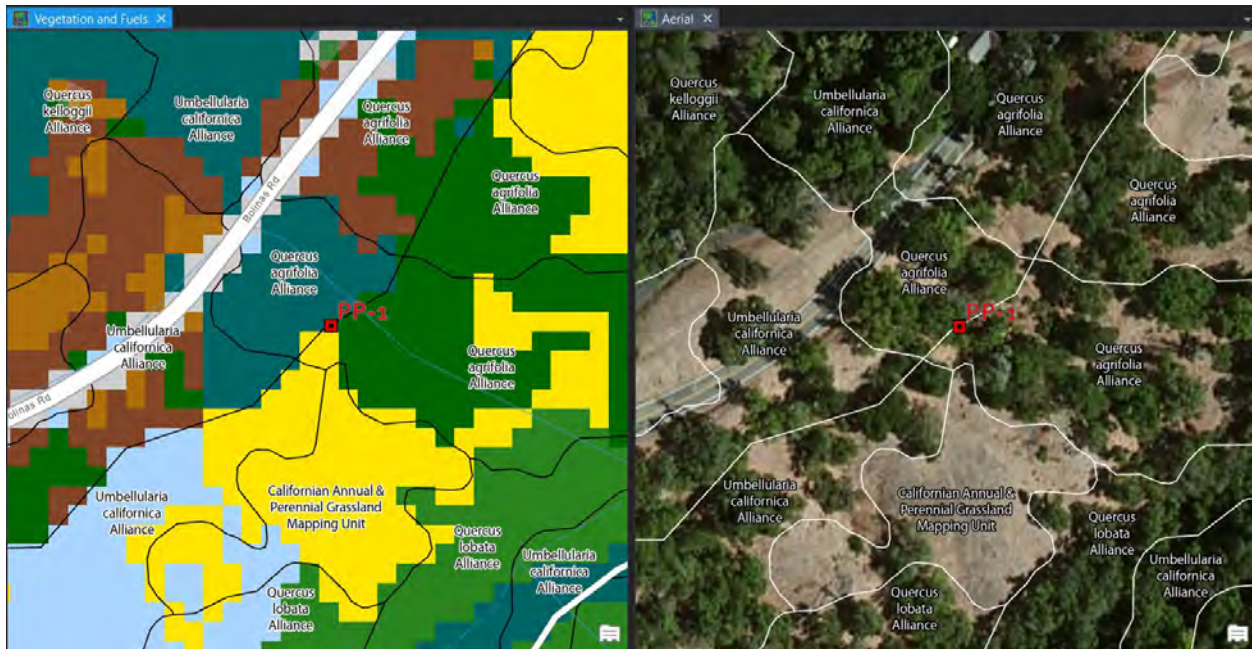 Vegetation and Fuels
Quercus
kelloggii
Alliance
Umbellularia
californica
Alliance
Quercus
agrifolia
Alliance
Quercus
agrifolia
Alliance
Bolinas Rd
Quercus
agrifolia
Alliance
PP-1
Umbellularia
californica
Alliance
Quercus
agrifolia
Alliance
olinas Rd
Umbellularia
californica
Alliance
Californian Annual &
Perennial Grassland
Mapping Unit
Quercus
lobata
Alliance
Umbellularia
californica
Alliance
Quercus
lobata
Alliance
Aerial
Quercus
kelloggii
Alliance
Umbellularia
californica
Alliance
Quercus
agrifolia
Alliance
Quercus
agrifolia
Alliance
Quercus
agrifolia
Alliance
PP-1
Umbellularia
californica
Alliance
Quercus
agrifolia
Alliance
Umbellularia
californica
Alliance
Californian Annual &
Perennial Grassland
Mapping Unit
Quercus
lobata
Alliance
Umbellularia
californica
Alliance
Quercus
lobata
Alliance